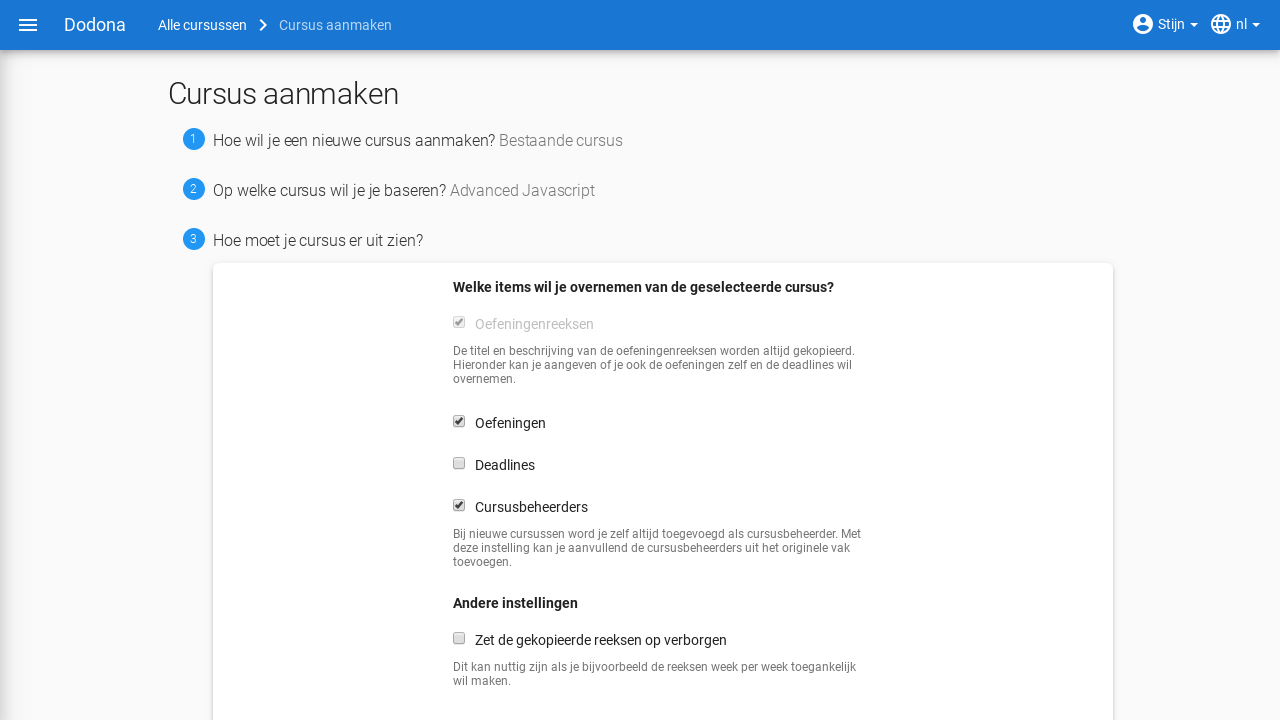 Dodona Alle cursussen Cursus aanmaken Stijn nl
Cursus aanmaken
1 Hoe wil je een nieuwe cursus aanmaken? Bestaande cursus
2 Op welke cursus wil je je baseren? Advanced Javascript
3 Hoe moet je cursus er uit zien?
Welke items wil je overnemen van de geselecteerde cursus?
Oefeningenreeksen
De titel en beschrijving van de oefeningenreeksen worden altijd gekopieerd.
Hieronder kan je aangeven of je ook de oefeningen zelf en de deadlines wil
overnemen.
Oefeningen
Deadlines
Cursusbeheerders
Bij nieuwe cursussen word je zelf altijd toegevoegd als cursusbeheerder. Met
deze instelling kan je aanvullend de cursusbeheerders uit het originele vak
toevoegen.
Andere instellingen
Zet de gekopieerde reeksen op verborgen
Dit kan nuttig zijn als je bijvoorbeeld de reeksen week per week toegankelijk
wil maken.